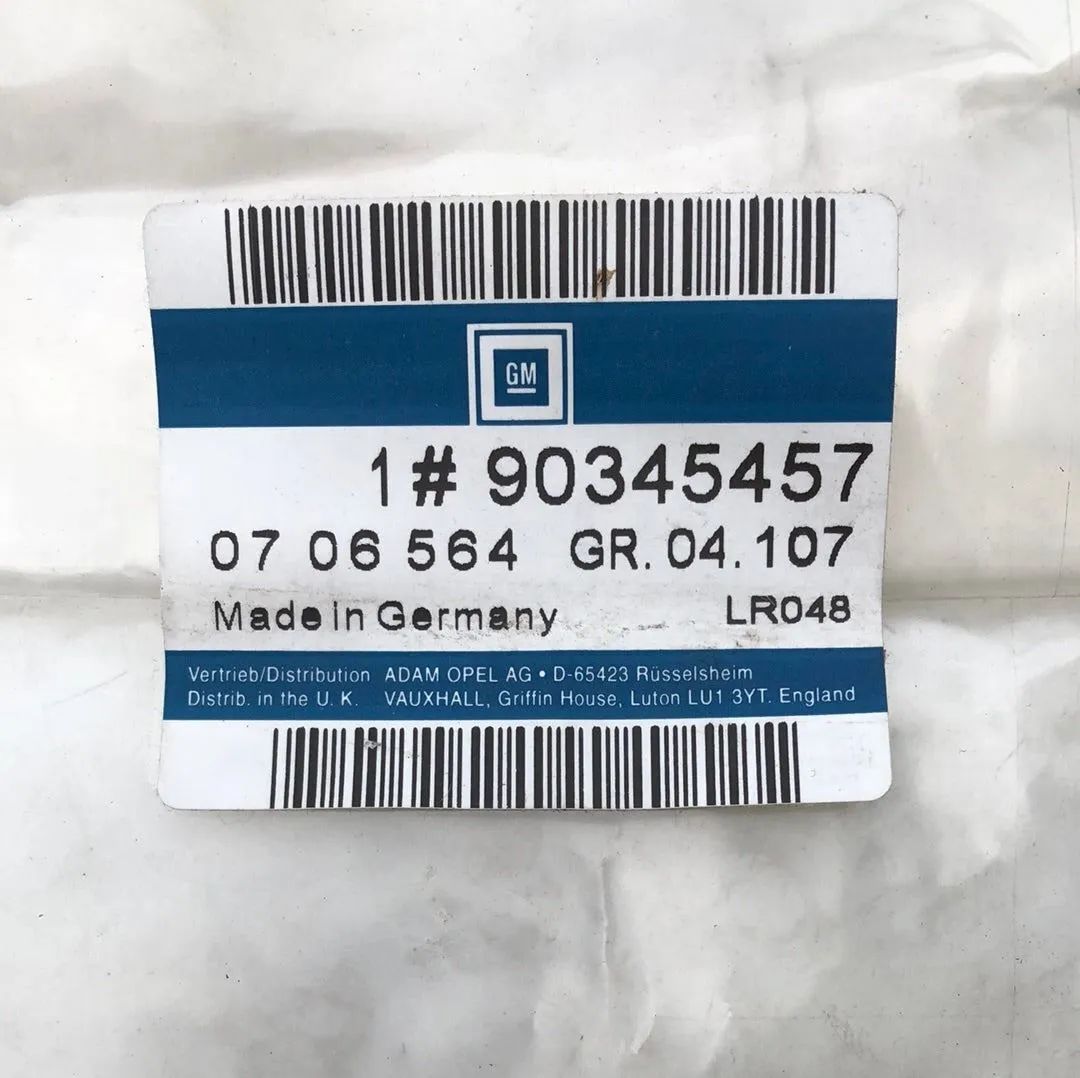 GM
1# 90345457
07 06 564 GR. 04. 107
Made in Germany LR048
Vertrieb/Distribution ADAM OPEL AG • D-65423 Rüsselsheim
Distrib. in the U. K. VAUXHALL, Griffin House, Luton LU1 3YT. England